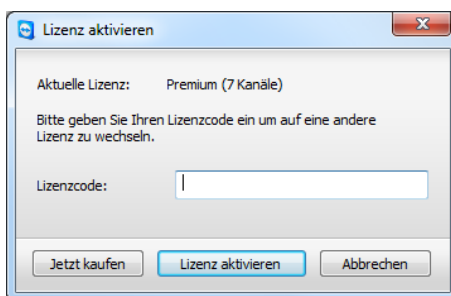 Lizenz aktivieren
Aktuelle Lizenz: Premium (7 Kanäle)
Bitte geben Sie Ihren Lizenzcode ein um auf eine andere
Lizenz zu wechseln.
Lizenzcode:
Jetzt kaufen Lizenz aktivieren Abbrechen